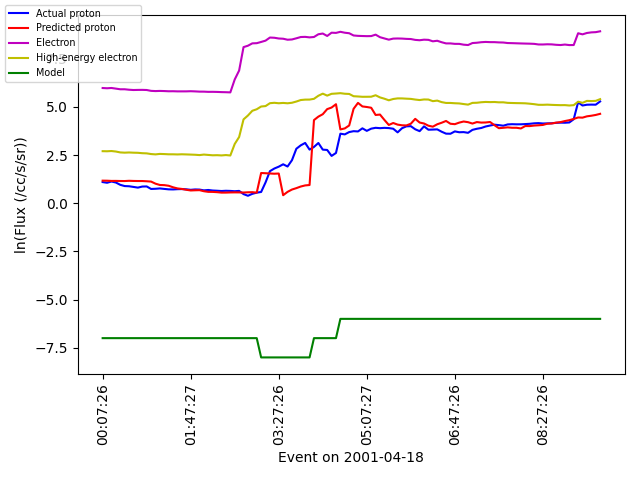 Actual proton
Predicted proton
Electron
High-energy electron
Model
5.0
2.5
0.0
−2.5
−5.0
−7.5
ln(Flux (/cc/s/sr))
00:07:26
01:47:27
03:27:26
05:07:27
06:47:26
08:27:26
Event on 2001-04-18